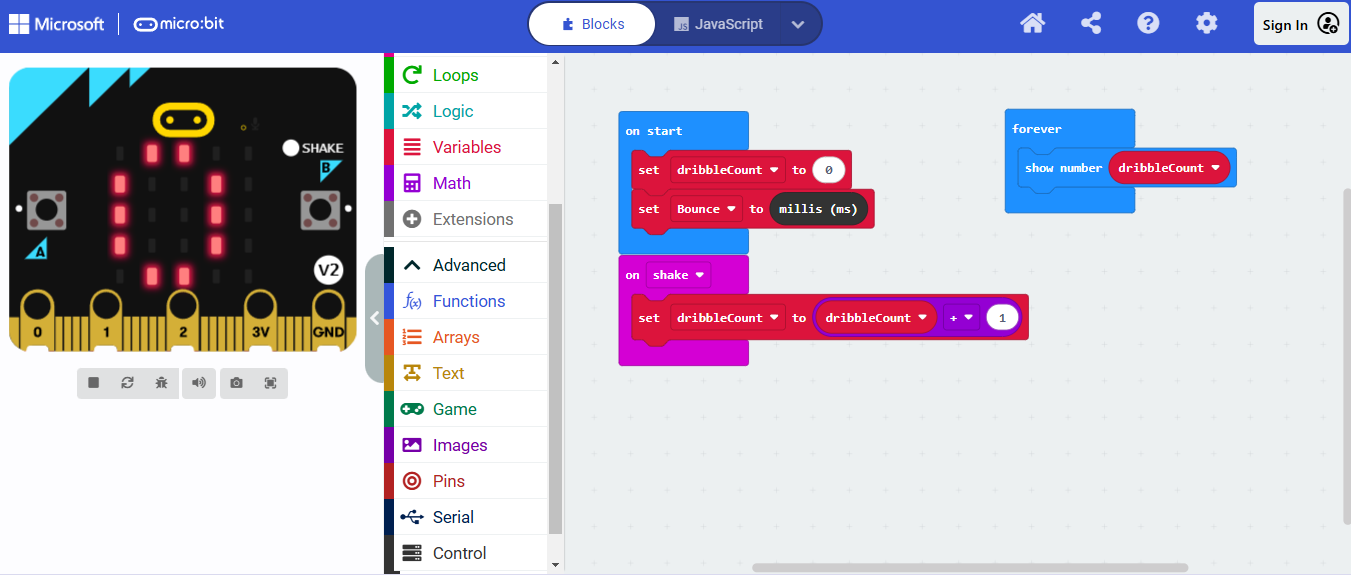 Microsoft micro:bit
Blocks JavaScript
Sign In
SHAKE
B
A
V2
0 1 2 3V GND
Loops
Logic
Variables
Math
Extensions
Advanced
Functions
Arrays
Text
Game
Images
Pins
Serial
Control
on start
set dribbleCount to 0
set Bounce to millis (ms)
on shake
set dribbleCount to dribbleCount + 1
forever
show number dribbleCount